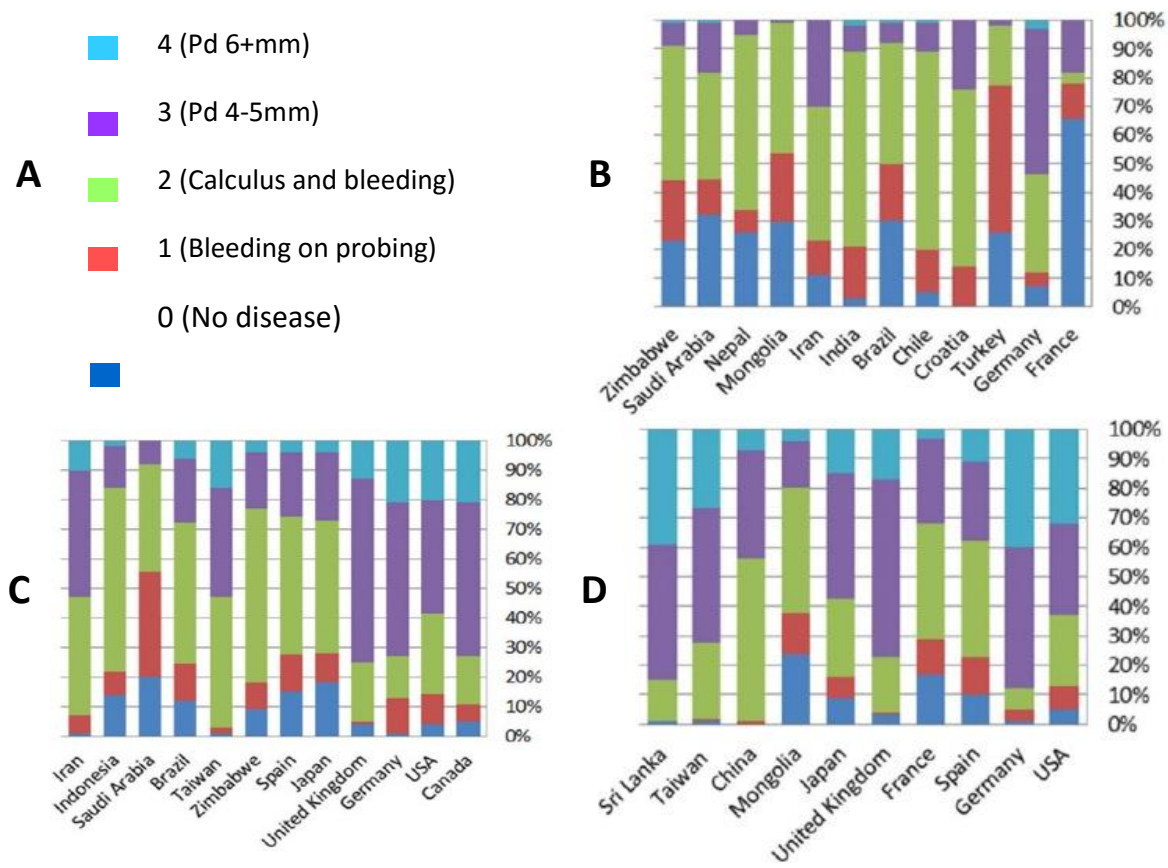 A
4 (Pd 6+mm)
3 (Pd 4-5mm)
2 (Calculus and bleeding)
1 (Bleeding on probing)
0 (No disease)
B
100%
90%
80%
70%
60%
50%
40%
30%
20%
10%
0%
Zimbabwe
Saudi Arabia
Nepal
Mongolia
Iran
India
Brazil
Chile
Croatia
Turkey
Germany
France
C
100%
90%
80%
70%
60%
50%
40%
30%
20%
10%
0%
Iran
Indonesia
Saudi Arabia
Brazil
Taiwan
Zimbabwe
Spain
Japan
United Kingdom
Germany
USA
Canada
D
100%
90%
80%
70%
60%
50%
40%
30%
20%
10%
0%
Sri Lanka
Taiwan
China
Mongolia
Japan
United Kingdom
France
Spain
Germany
USA